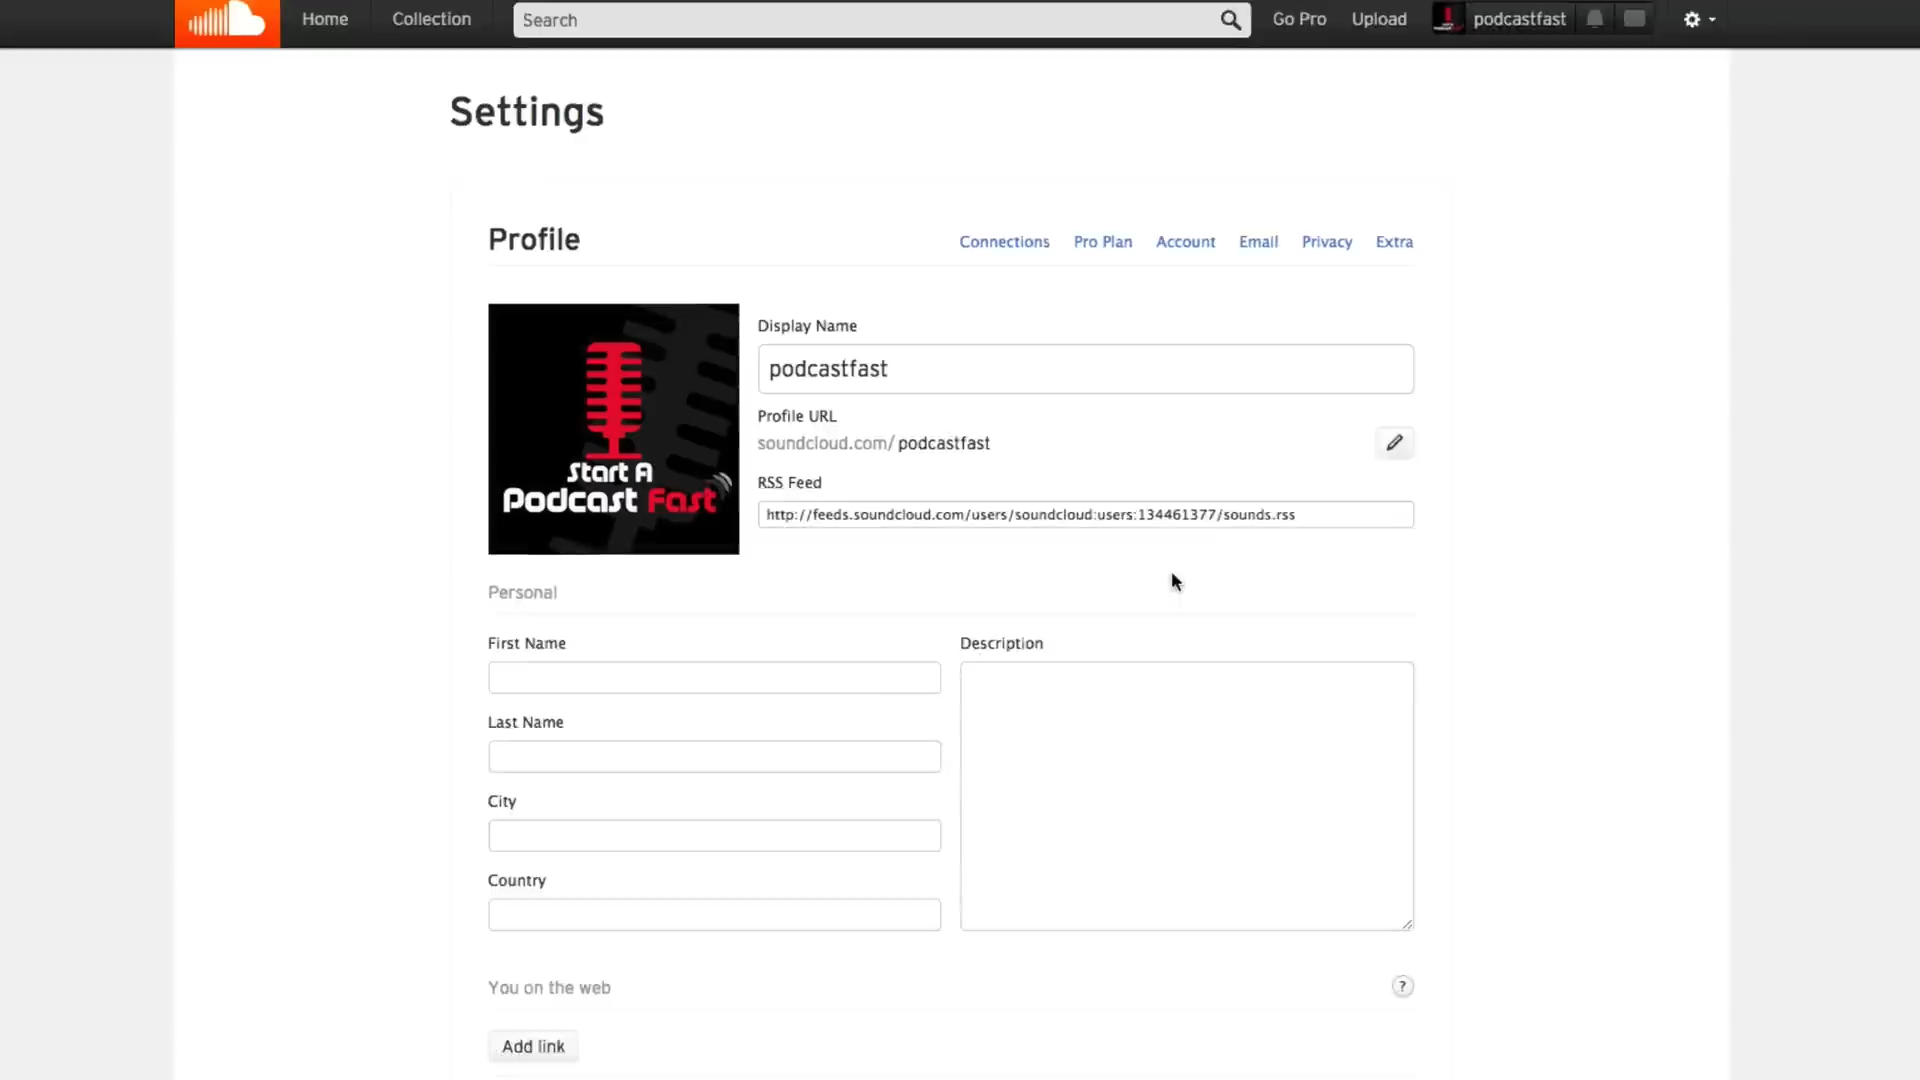 Home Collection Search Go Pro Upload podcastfast
Settings
Profile Connections Pro Plan Account Email Privacy Extra
Start A
Podcast Fast
Display Name
podcastfast
Profile URL
soundcloud.com/ podcastfast
RSS Feed
http://feeds.soundcloud.com/users/soundcloud:users:134461377/sounds.rss
Personal
First Name
Description
Last Name
City
Country
You on the web ?
Add link